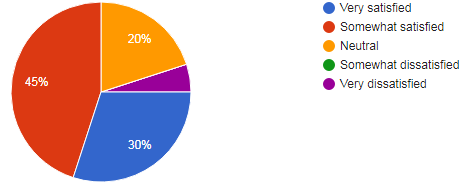 20%
45%
30%
Very satisfied
Somewhat satisfied
Neutral
Somewhat dissatisfied
Very dissatisfied